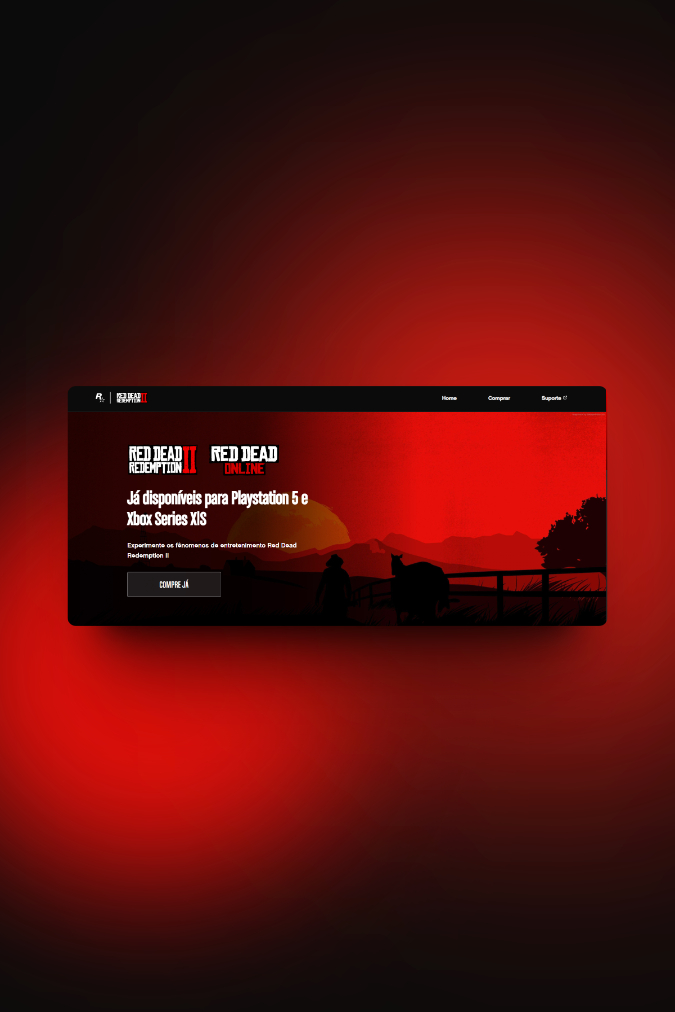 R
RED DEAD
REDEMPTION II
Home
Comprar
Suporte
RED DEAD
REDEMPTION II
RED DEAD
ONLINE
Já disponíveis para Playstation 5 e
Xbox Series X|S
Experimente os fênomenos de entretenimento Red Dead
Redemption II
COMPRE JÁ